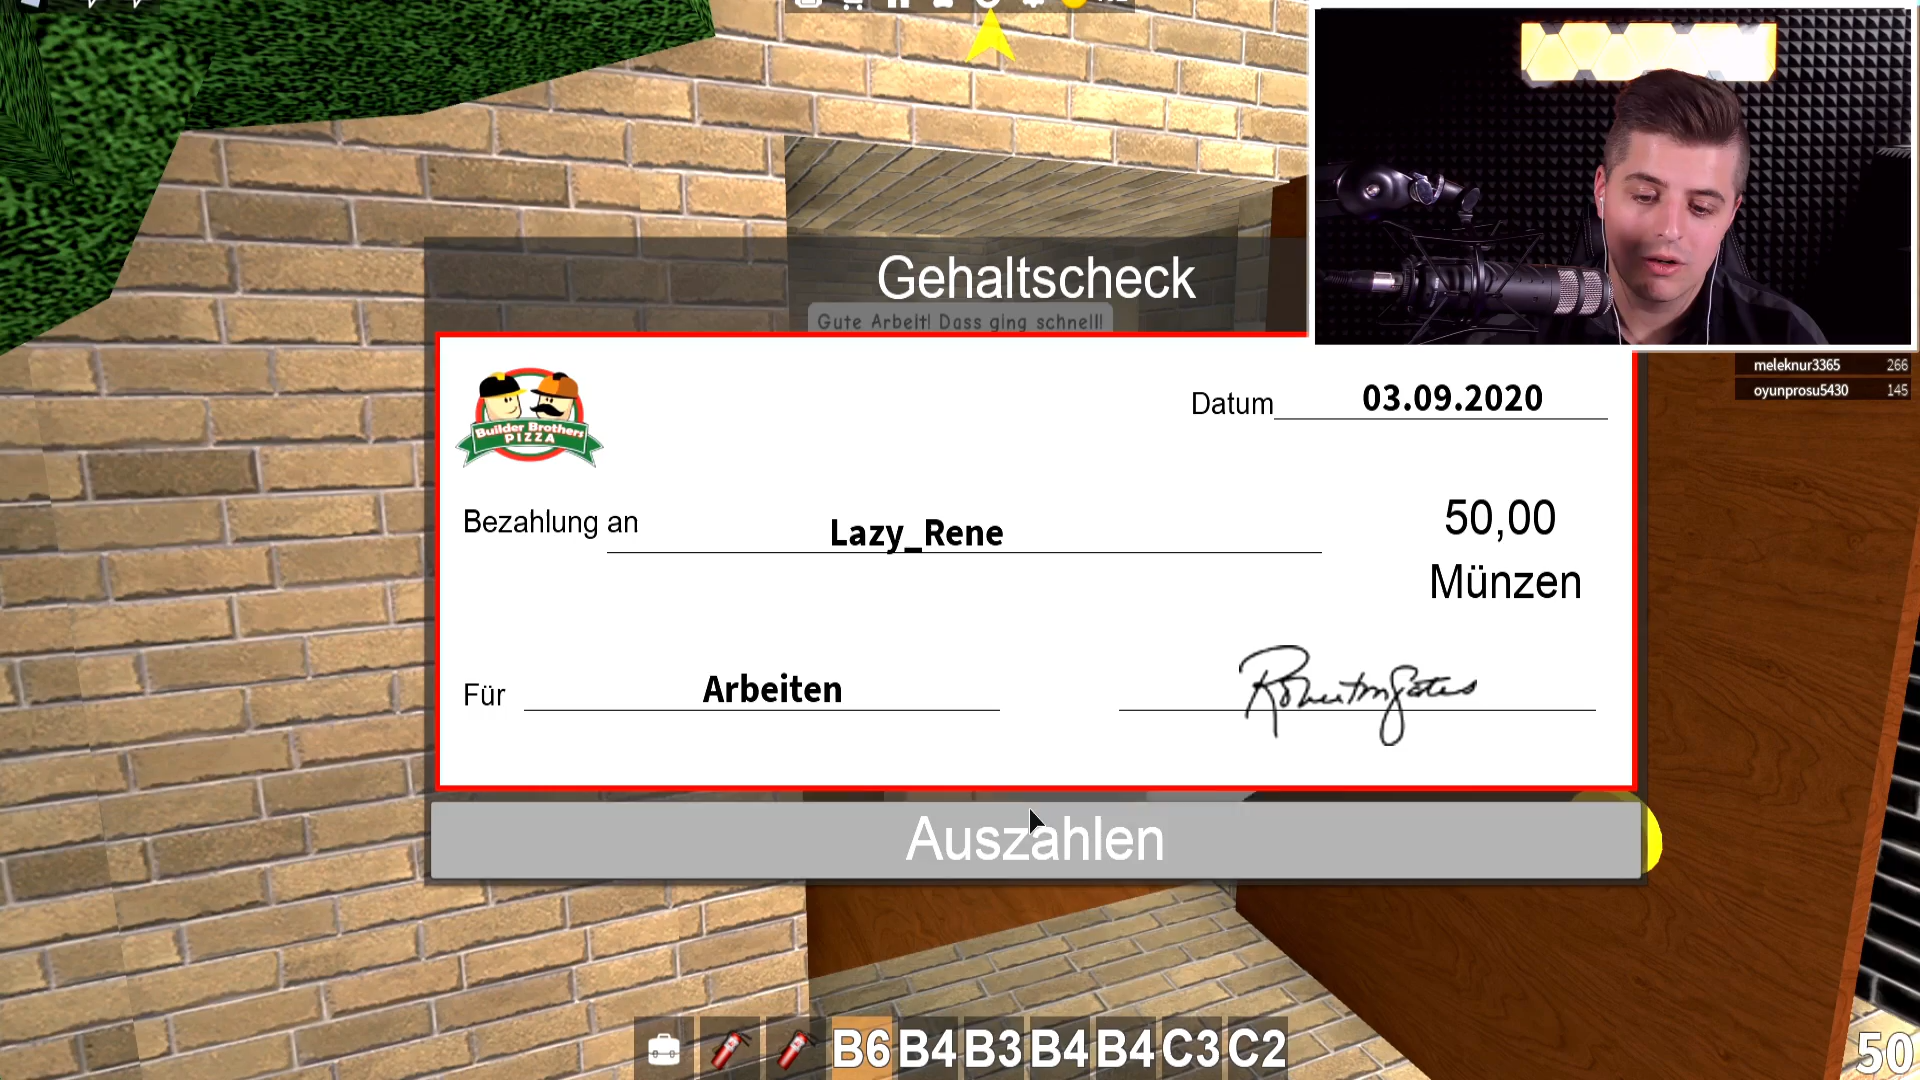 Gehaltscheck
Gute Arbeit! Dass ging schnell!
meleknur3365 266
oyunprosu5430 145
Builder Brothers
PIZZA
Datum 03.09.2020
Bezahlung an Lazy_Rene
50,00
Münzen
Für Arbeiten
Auszahlen
B6 B4 B3 B4 B4 C3 C2
50